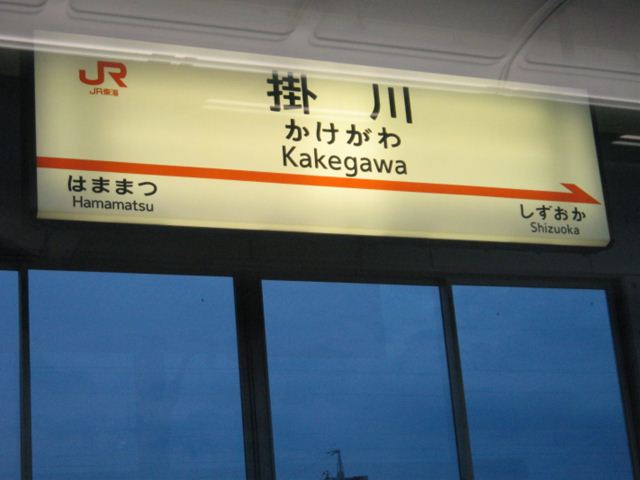 JR
JR東海
掛川
かけがわ
Kakegawa
はままつ
Hamamatsu
しずおか
Shizuoka